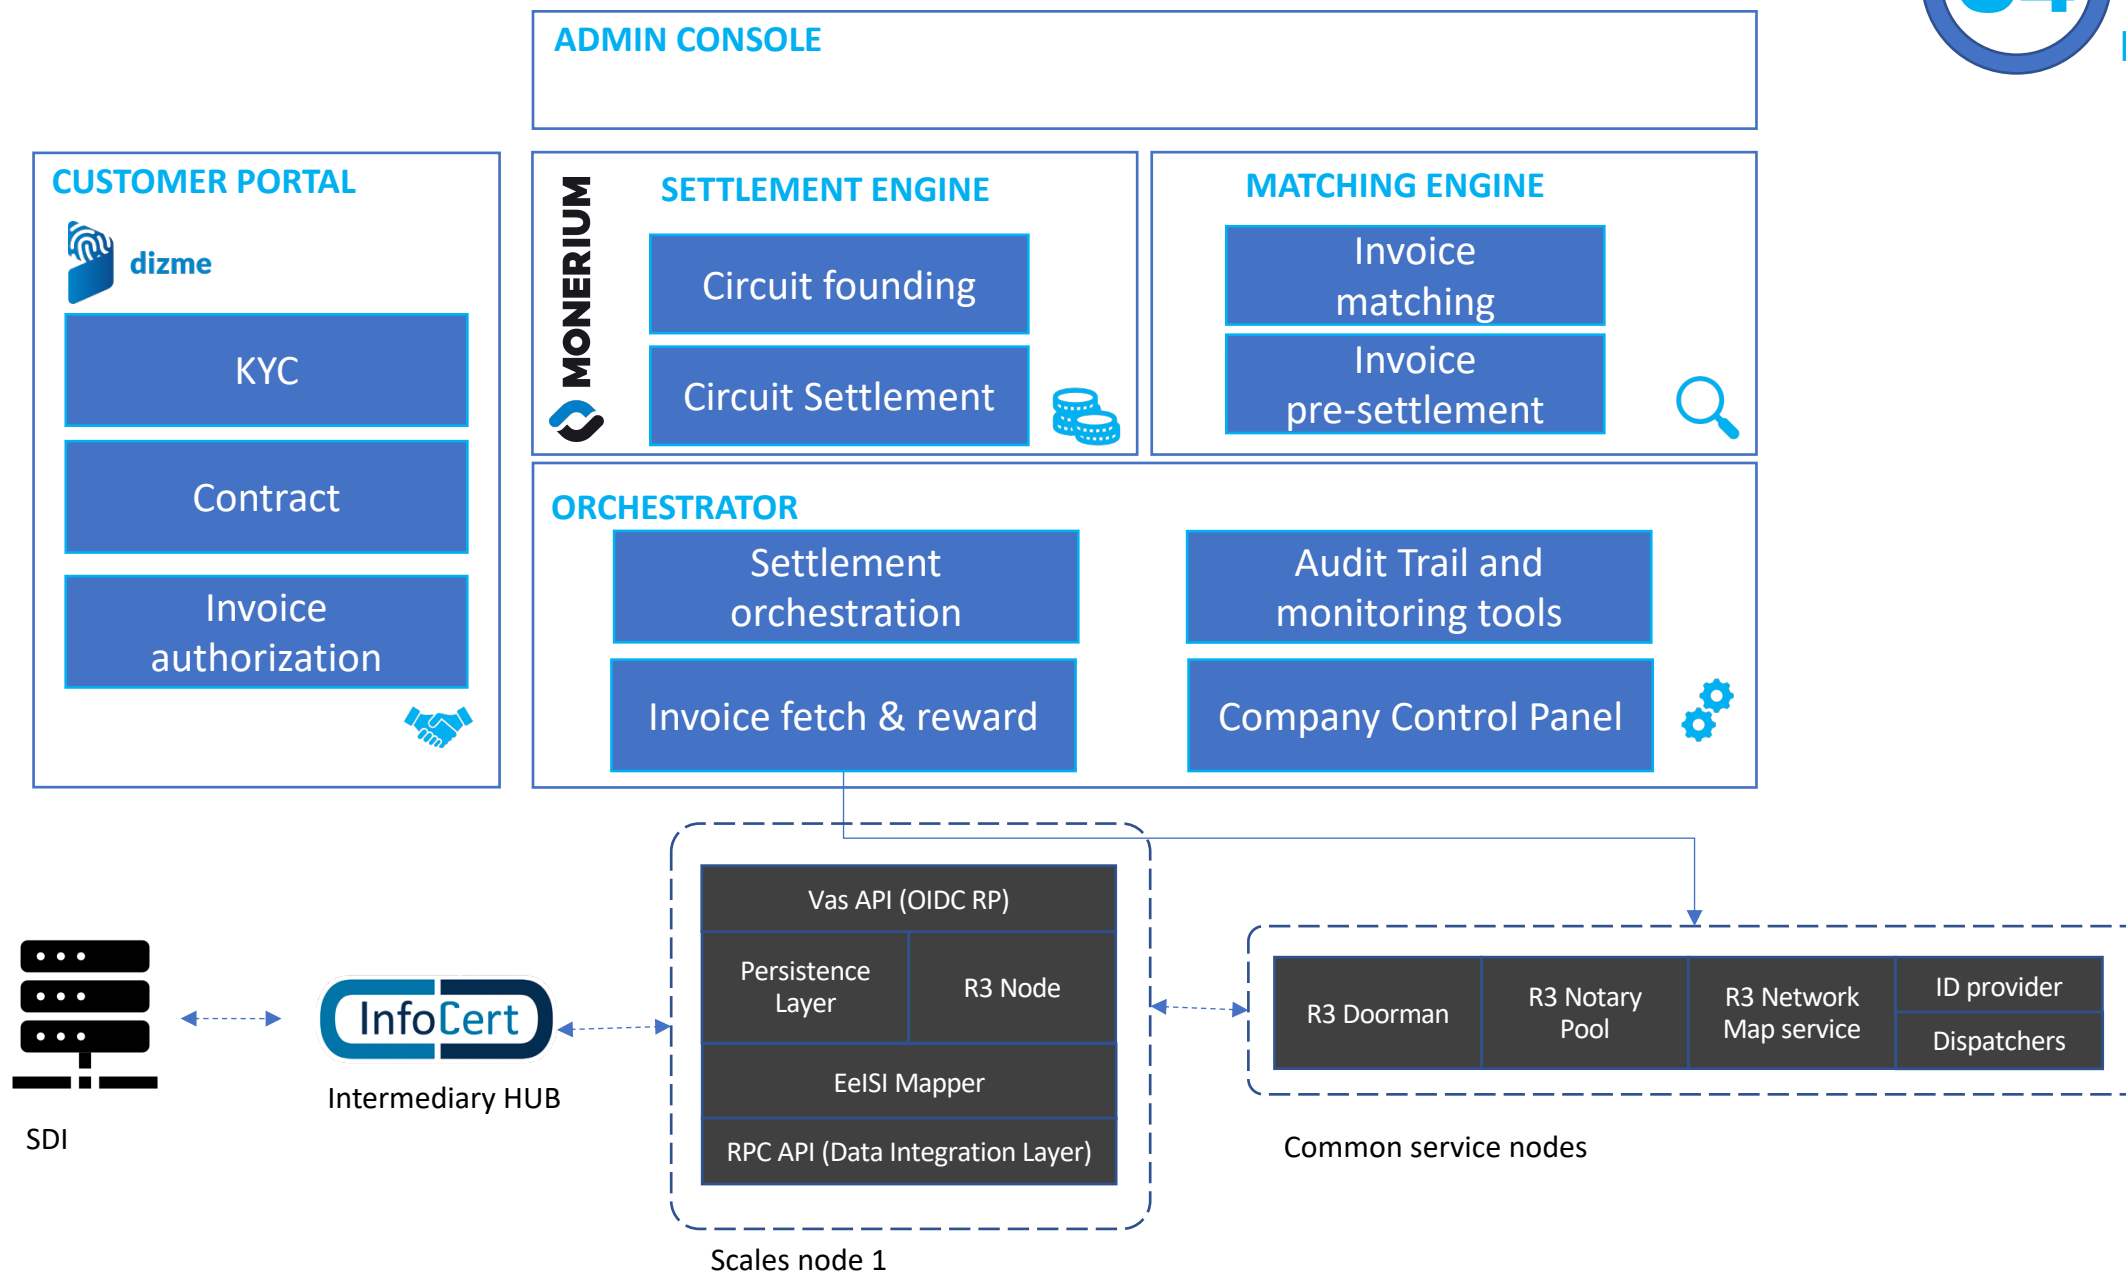 ADMIN CONSOLE
CUSTOMER PORTAL
dizme
KYC
Contract
Invoice
authorization
MONERIUM
SETTLEMENT ENGINE
Circuit founding
Circuit Settlement
MATCHING ENGINE
Invoice
matching
Invoice
pre-settlement
ORCHESTRATOR
Settlement
orchestration
Audit Trail and
monitoring tools
Invoice fetch & reward
Company Control Panel
SDI
InfoCert
Intermediary HUB
Vas API (OIDC RP)
Persistence
Layer
R3 Node
EeISI Mapper
RPC API (Data Integration Layer)
Scales node 1
R3 Doorman
R3 Notary
Pool
R3 Network
Map service
ID provider
Dispatchers
Common service nodes